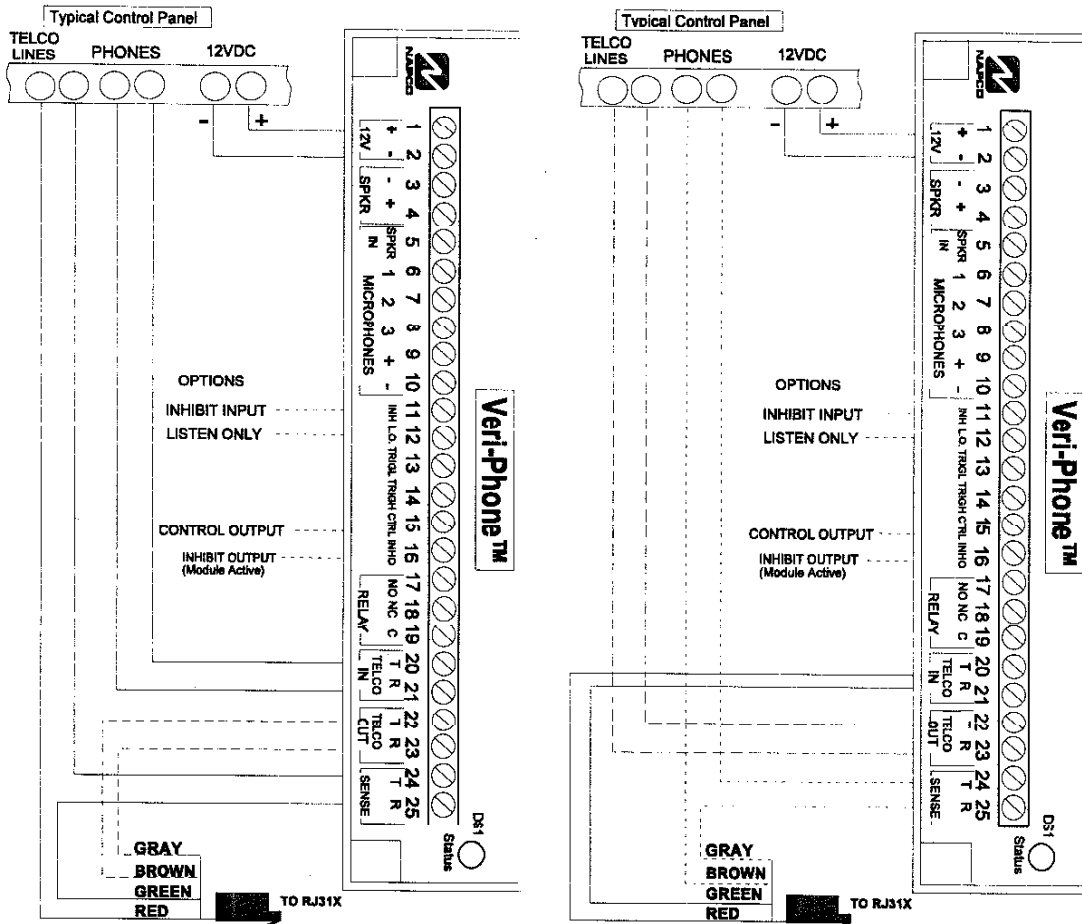 Typical Control Panel
TELCO
LINES
PHONES
12VDC
-
+
NAPCO
1
2
3
4
5
6
7
8
9
10
11
12
13
14
15
16
17
18
19
20
21
22
23
24
25
+
-
-
+
SPKR
1
2
3
+
-
INH L.O. TRIGL TRIGH CTRL INHO
NO NC C
T R
T R
T R
12V
SPKR
IN
MICROPHONES
RELAY
TELCO
IN
TELCO
OUT
SENSE
OPTIONS
INHIBIT INPUT
LISTEN ONLY
CONTROL OUTPUT
INHIBIT OUTPUT
(Module Active)
Veri-Phone™
DS1
Status
GRAY
BROWN
GREEN
RED
TO RJ31X
Typical Control Panel
TELCO
LINES
PHONES
12VDC
-
+
NAPCO
1
2
3
4
5
6
7
8
9
10
11
12
13
14
15
16
17
18
19
20
21
22
23
24
25
+
-
-
+
SPKR
1
2
3
+
-
INH L.O. TRIGL TRIGH CTRL INHO
NO NC C
T R
T R
T R
12V
SPKR
IN
MICROPHONES
RELAY
TELCO
IN
TELCO
OUT
SENSE
OPTIONS
INHIBIT INPUT
LISTEN ONLY
CONTROL OUTPUT
INHIBIT OUTPUT
(Module Active)
Veri-Phone™
DS1
Status
GRAY
BROWN
GREEN
RED
TO RJ31X